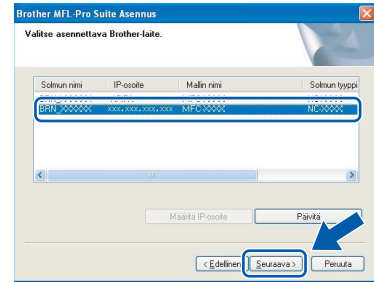 Brother MFL-Pro Suite Asennus
Valitse asennettava Brother-laite.
Solmun nimi IP-osoite Mallin nimi Solmun tyyppi
BRN_XXXXXX xxx.xxx.xxx.xxx MFC-XXXX NC-XXXX
Määritä IP-osoite Päivitä
< Edellinen Seuraava > Peruuta